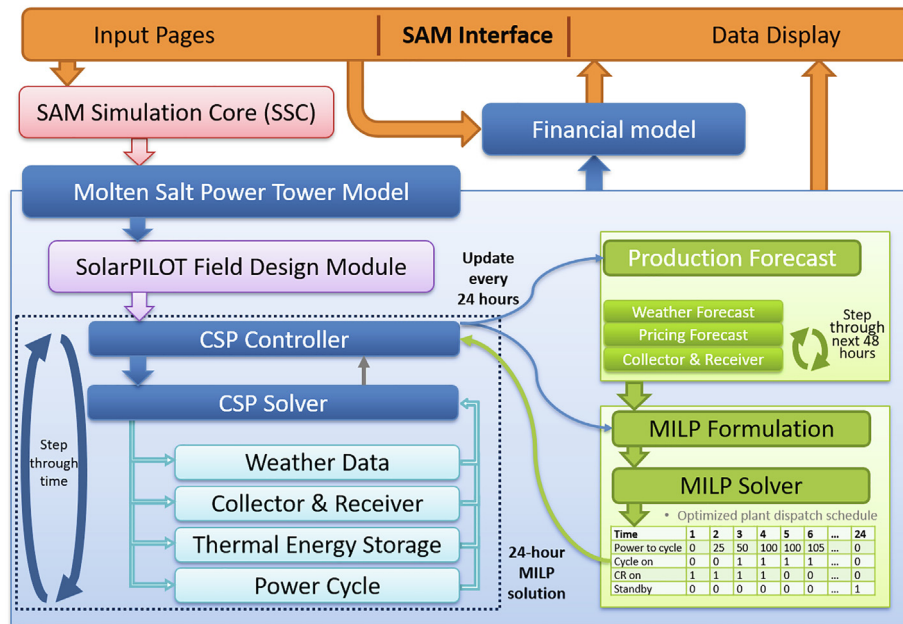 Input Pages
SAM Interface
Data Display
SAM Simulation Core (SSC)
Financial model
Molten Salt Power Tower Model
SolarPILOT Field Design Module
Update
every
24 hours
Production Forecast
Weather Forecast
Pricing Forecast
Collector & Receiver
Step
through
next 48
hours
CSP Controller
CSP Solver
Step
through
time
Weather Data
Collector & Receiver
Thermal Energy Storage
Power Cycle
24-hour
MILP
solution
MILP Formulation
MILP Solver
• Optimized plant dispatch schedule
Time 1 2 3 4 5 6 ... 24
Power to cycle 0 25 50 100 100 105 ... 0
Cycle on 0 0 1 1 1 1 ... 0
CR on 1 1 1 1 0 0 ... 0
Standby 0 0 0 0 0 0 ... 1